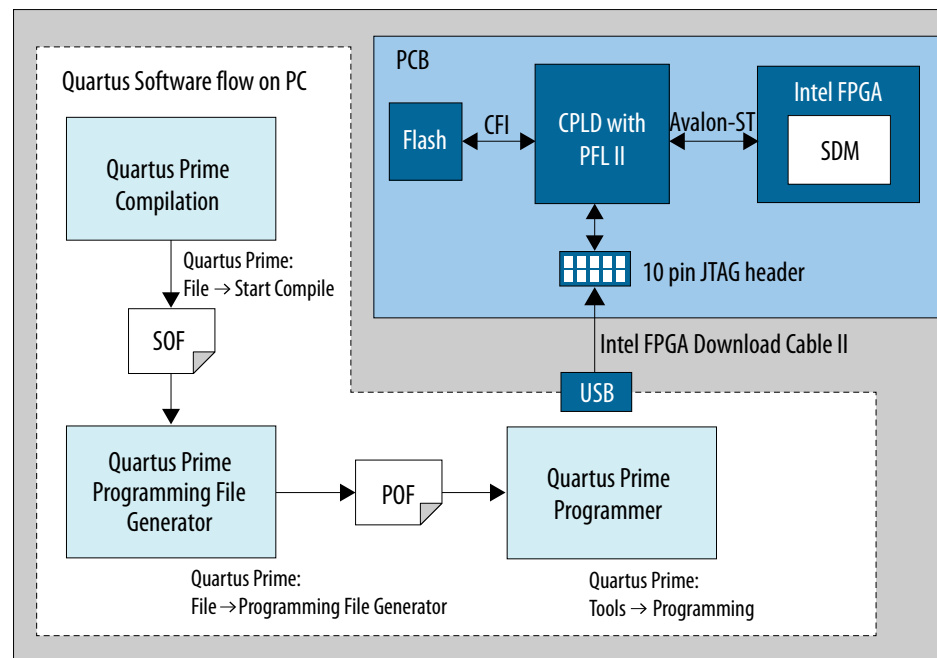 Quartus Software flow on PC
Quartus Prime
Compilation
Quartus Prime:
File → Start Compile
SOF
Quartus Prime
Programming File
Generator
Quartus Prime:
File → Programming File Generator
POF
Quartus Prime
Programmer
Quartus Prime:
Tools → Programming
PCB
Flash
CFI
CPLD with
PFL II
Avalon-ST
Intel FPGA
SDM
10 pin JTAG header
Intel FPGA Download Cable II
USB